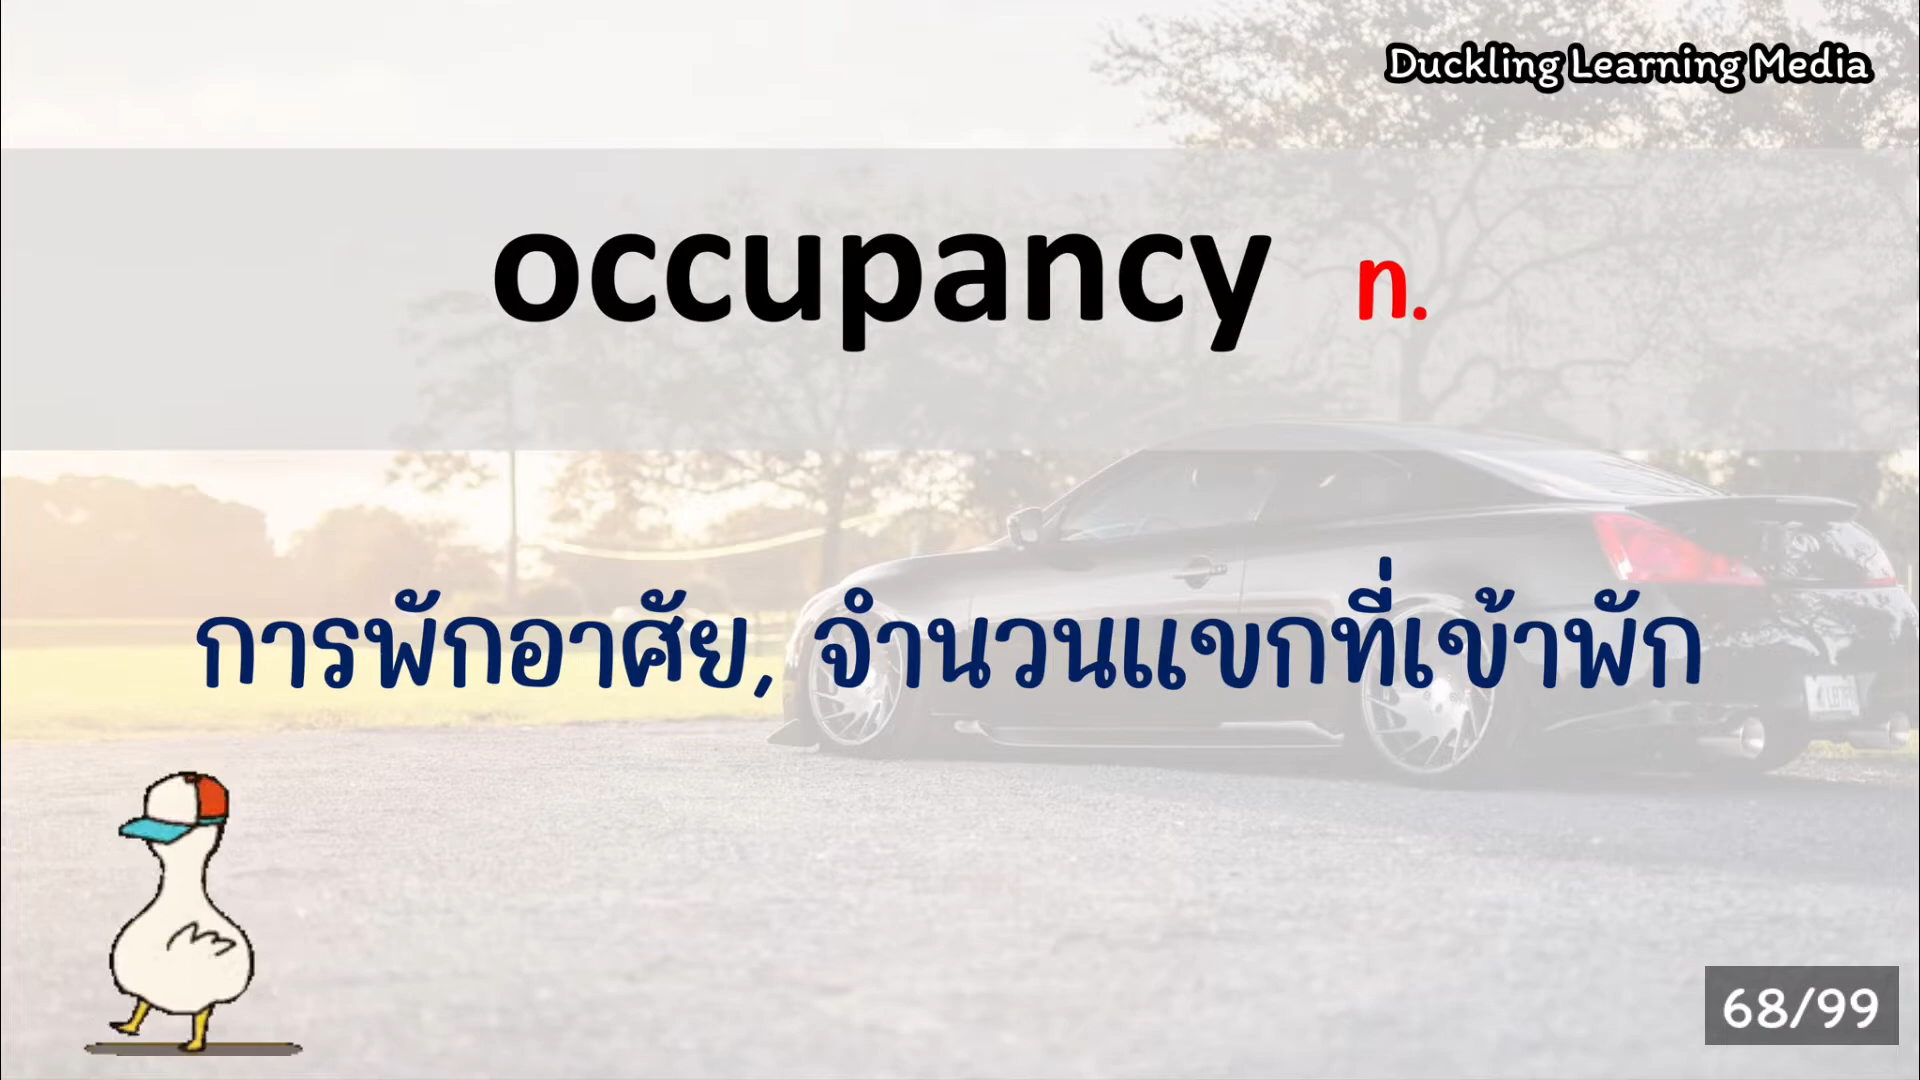 Duckling Learning Media
occupancy n.
การพักอาศัย, จำนวนแขกที่เข้าพัก
68/99